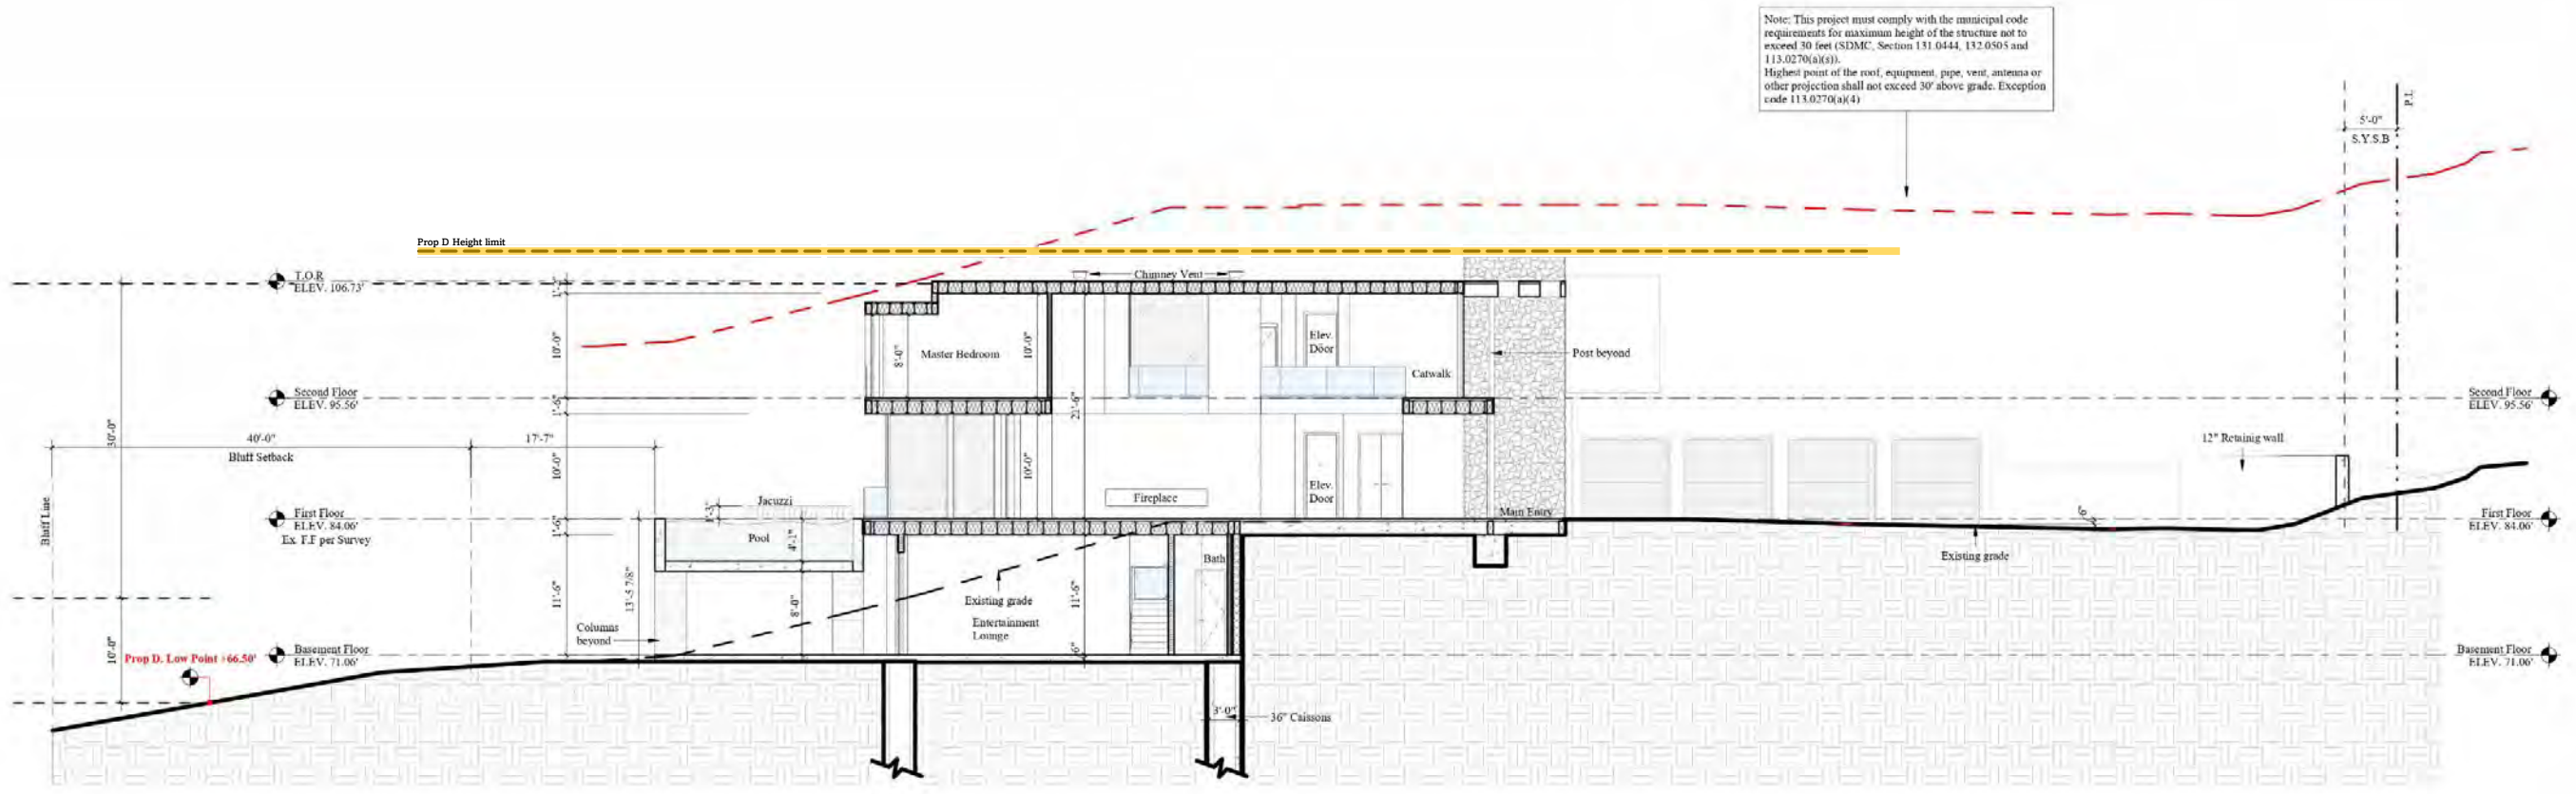 Note: This project must comply with the municipal code
requirements for maximum height of the structure not to
exceed 30 feet (SDMC, Section 131.0444, 132.0505 and
113.0270(a)(s)).
Highest point of the roof, equipment, pipe, vent, antenna or
other projection shall not exceed 30' above grade. Exception
code 113.0270(a)(4)
P.L
5'-0"
S.Y.S.B
Prop D Height limit
T.O.R
ELEV. 106.73'
Chimney Vent
10'-0"
8'-0"
Master Bedroom
10'-0"
Elev.
Door
Catwalk
Post beyond
Second Floor
ELEV. 95.56'
1'-6"
21'-6"
Second Floor
ELEV. 95.56'
30'-0"
40'-0"
Bluff Setback
17'-7"
10'-0"
10'-0"
12" Retainig wall
Bluff Line
Jacuzzi
1'-3"
Fireplace
Elev.
Door
Main Entry
First Floor
ELEV. 84.06'
Ex. F.F per Survey
1'-6"
Pool
4'-1"
Bath
6"
Existing grade
First Floor
ELEV. 84.06'
11'-6"
13'-5 7/8"
8'-0"
Existing grade
Entertainment
Lounge
11'-6"
Columns
beyond
10'-0"
Prop D. Low Point +66.50'
Basement Floor
ELEV. 71.06'
6"
Basement Floor
ELEV. 71.06'
3'-0"
36" Caissons